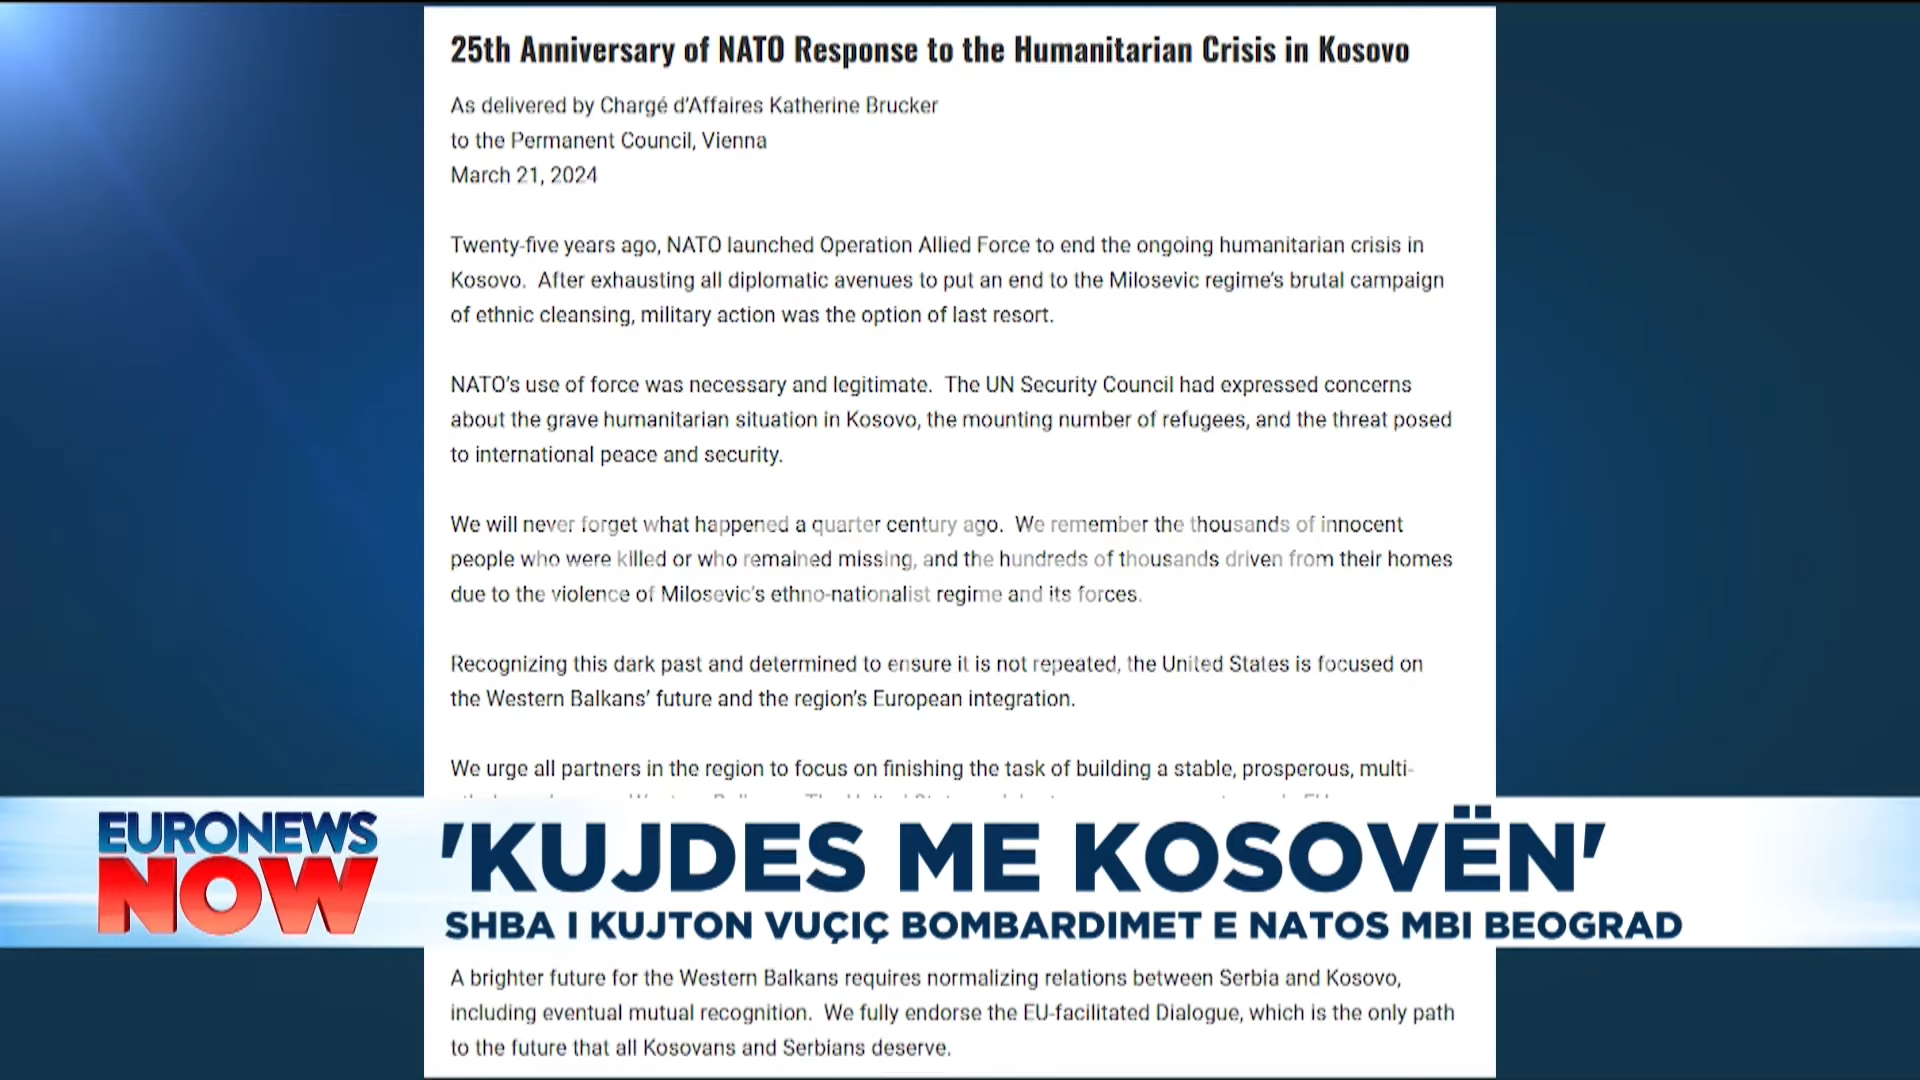 25th Anniversary of NATO Response to the Humanitarian Crisis in Kosovo
As delivered by Chargé d'Affaires Katherine Brucker
to the Permanent Council, Vienna
March 21, 2024
Twenty-five years ago, NATO launched Operation Allied Force to end the ongoing humanitarian crisis in
Kosovo. After exhausting all diplomatic avenues to put an end to the Milosevic regime's brutal campaign
of ethnic cleansing, military action was the option of last resort.
NATO's use of force was necessary and legitimate. The UN Security Council had expressed concerns
about the grave humanitarian situation in Kosovo, the mounting number of refugees, and the threat posed
to international peace and security.
We will never forget what happened a quarter century ago. We remember the thousands of innocent
people who were killed or who remained missing, and the hundreds of thousands driven from their homes
due to the violence of Milosevic's ethno-nationalist regime and its forces.
Recognizing this dark past and determined to ensure it is not repeated, the United States is focused on
the Western Balkans' future and the region's European integration.
We urge all partners in the region to focus on finishing the task of building a stable, prosperous, multi-
EURONEWS
NOW
'KUJDES ME KOSOVËN'
SHBA I KUJTON VUÇIÇ BOMBARDIMET E NATOS MBI BEOGRAD
A brighter future for the Western Balkans requires normalizing relations between Serbia and Kosovo,
including eventual mutual recognition. We fully endorse the EU-facilitated Dialogue, which is the only path
to the future that all Kosovans and Serbians deserve.